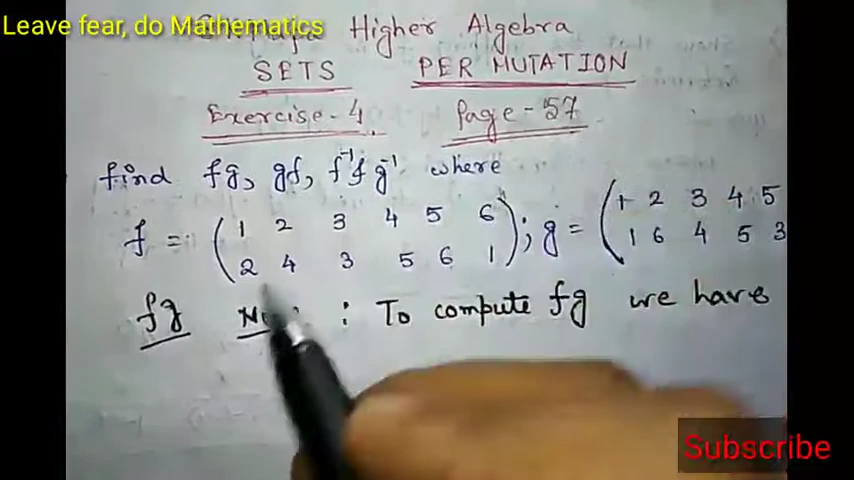 Leave fear, do Mathematics
Higher Algebra
SETS PERMUTATION
Exercise-4 Page-57
find fg, gf, f⁻¹f g⁻¹ where
f = ( 1 2 3 4 5 6 ) ; g = ( 1 2 3 4 5
2 4 3 5 6 1 1 6 4 5 3
fg : To compute fg we have
Subscribe